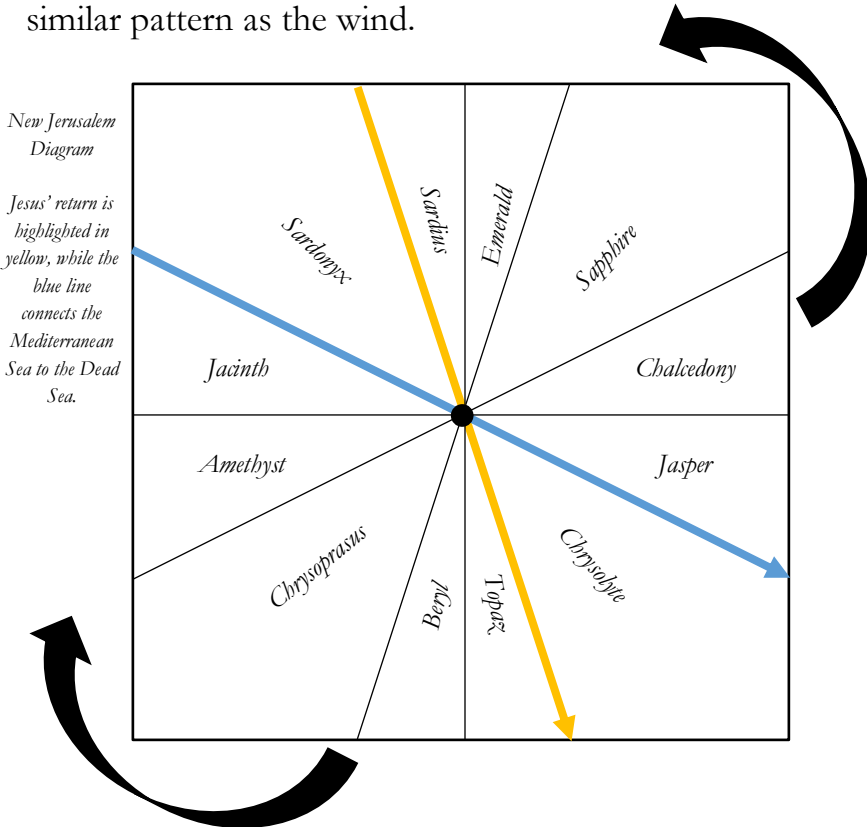 similar pattern as the wind.
New Jerusalem
Diagram
Jesus' return is
highlighted in
yellow, while the
blue line
connects the
Mediterranean
Sea to the Dead
Sea.
Sardonyx
Sardius
Emerald
Sapphire
Jacinth
Chalcedony
Amethyst
Jasper
Chrysoprasus
Beryl
Topaz
Chrysolyte